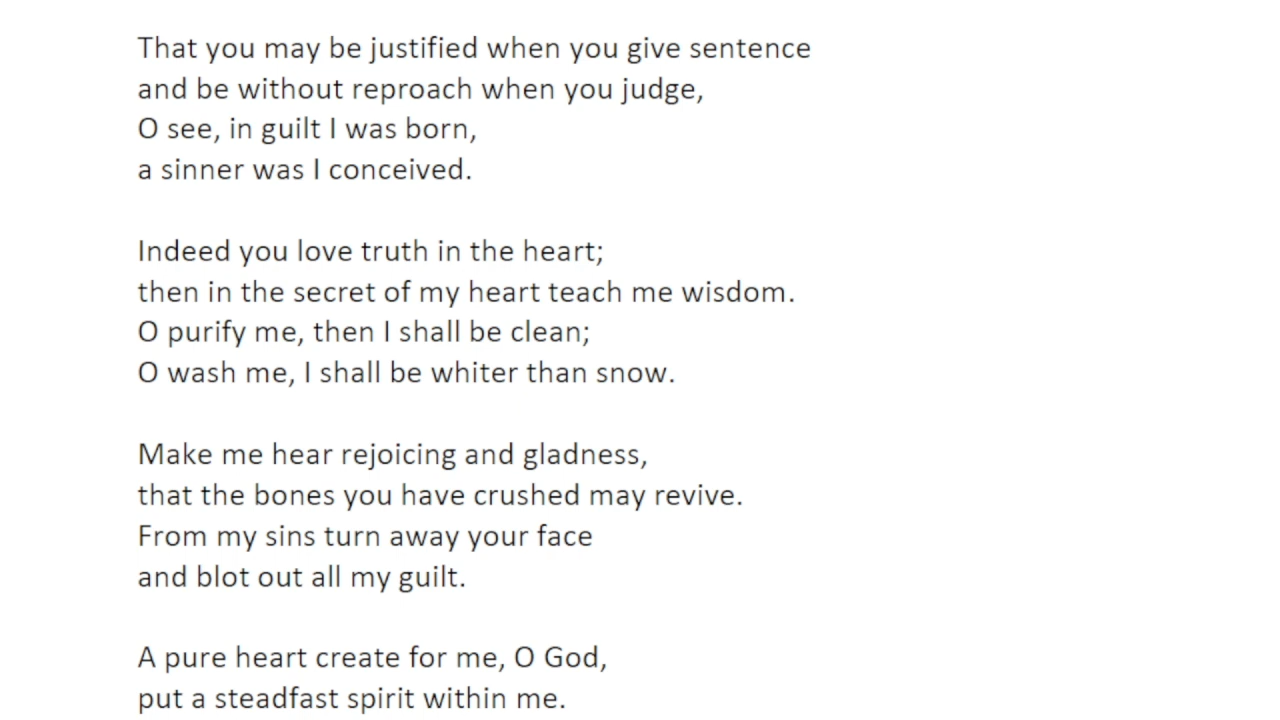 That you may be justified when you give sentence
and be without reproach when you judge,
O see, in guilt I was born,
a sinner was I conceived.
Indeed you love truth in the heart;
then in the secret of my heart teach me wisdom.
O purify me, then I shall be clean;
O wash me, I shall be whiter than snow.
Make me hear rejoicing and gladness,
that the bones you have crushed may revive.
From my sins turn away your face
and blot out all my guilt.
A pure heart create for me, O God,
put a steadfast spirit within me.